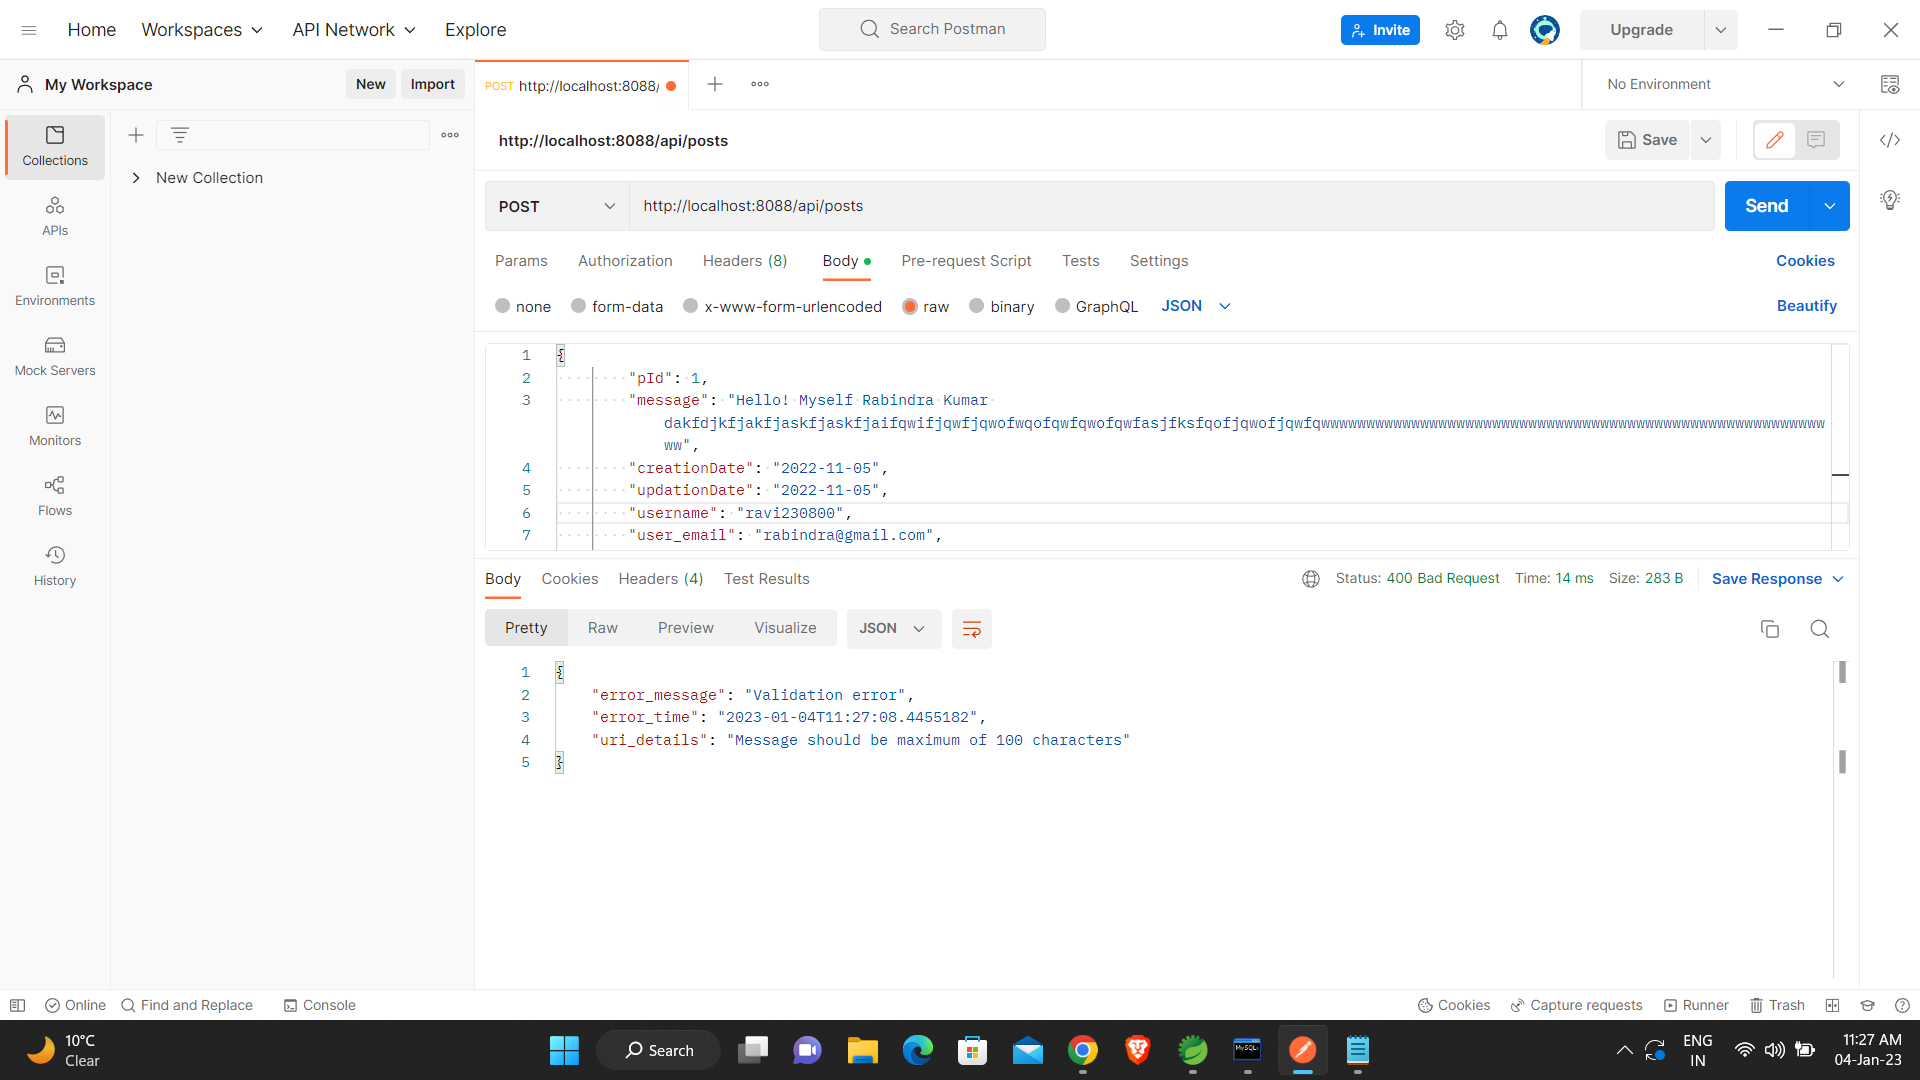 Home
Workspaces
API Network
Explore
Search Postman
Invite
Upgrade
My Workspace
New
Import
POST http://localhost:8088/
No Environment
Collections
APIs
Environments
Mock Servers
Monitors
Flows
History
New Collection
http://localhost:8088/api/posts
Save
POST
http://localhost:8088/api/posts
Send
Params
Authorization
Headers (8)
Body
Pre-request Script
Tests
Settings
Cookies
none
form-data
x-www-form-urlencoded
raw
binary
GraphQL
JSON
Beautify
1 {
2 "pId": 1,
3 "message": "Hello! Myself Rabindra Kumar
ww",
4 "creationDate": "2022-11-05",
5 "updationDate": "2022-11-05",
6 "username": "ravi230800",
7 "user_email": "rabindra@gmail.com",
Body
Cookies
Headers (4)
Test Results
Status: 400 Bad Request
Time: 14 ms
Size: 283 B
Save Response
Pretty
Raw
Preview
Visualize
JSON
1 {
2 "error_message": "Validation error",
3 "error_time": "2023-01-04T11:27:08.4455182",
4 "uri_details": "Message should be maximum of 100 characters"
5 }
Online
Find and Replace
Console
Cookies
Capture requests
Runner
Trash
10°C
Clear
Search
MySQL
ENG
IN
11:27 AM
04-Jan-23